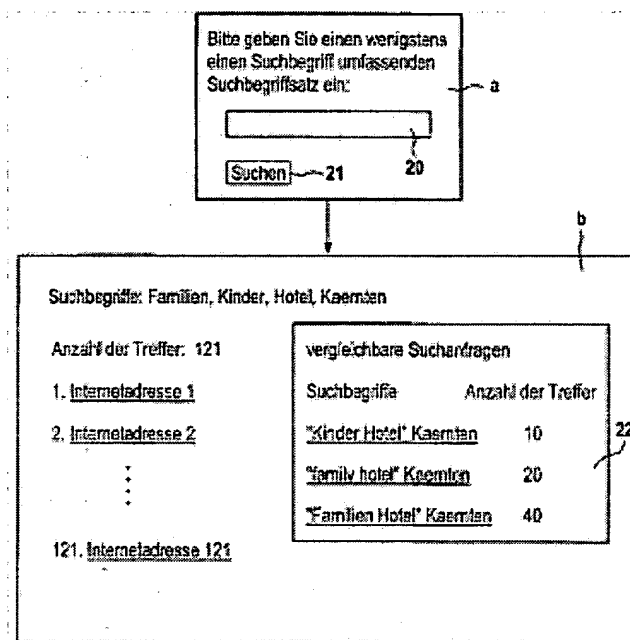 Bitte geben Sie einen wenigstens
einen Suchbegriff umfassenden
Suchbegriffsatz ein:
a
20
Suchen 21
b
Suchbegriffe: Familien, Kinder, Hotel, Kaernten
Anzahl der Treffer: 121
1. Internetadresse 1
2. Internetadresse 2
121. Internetadresse 121
vergleichbare Suchanfragen
Suchbegriffe Anzahl der Treffer
"Kinder Hotel" Kaernten 10
"family hotel" Kaernten 20
"Familien Hotel" Kaernten 40
22